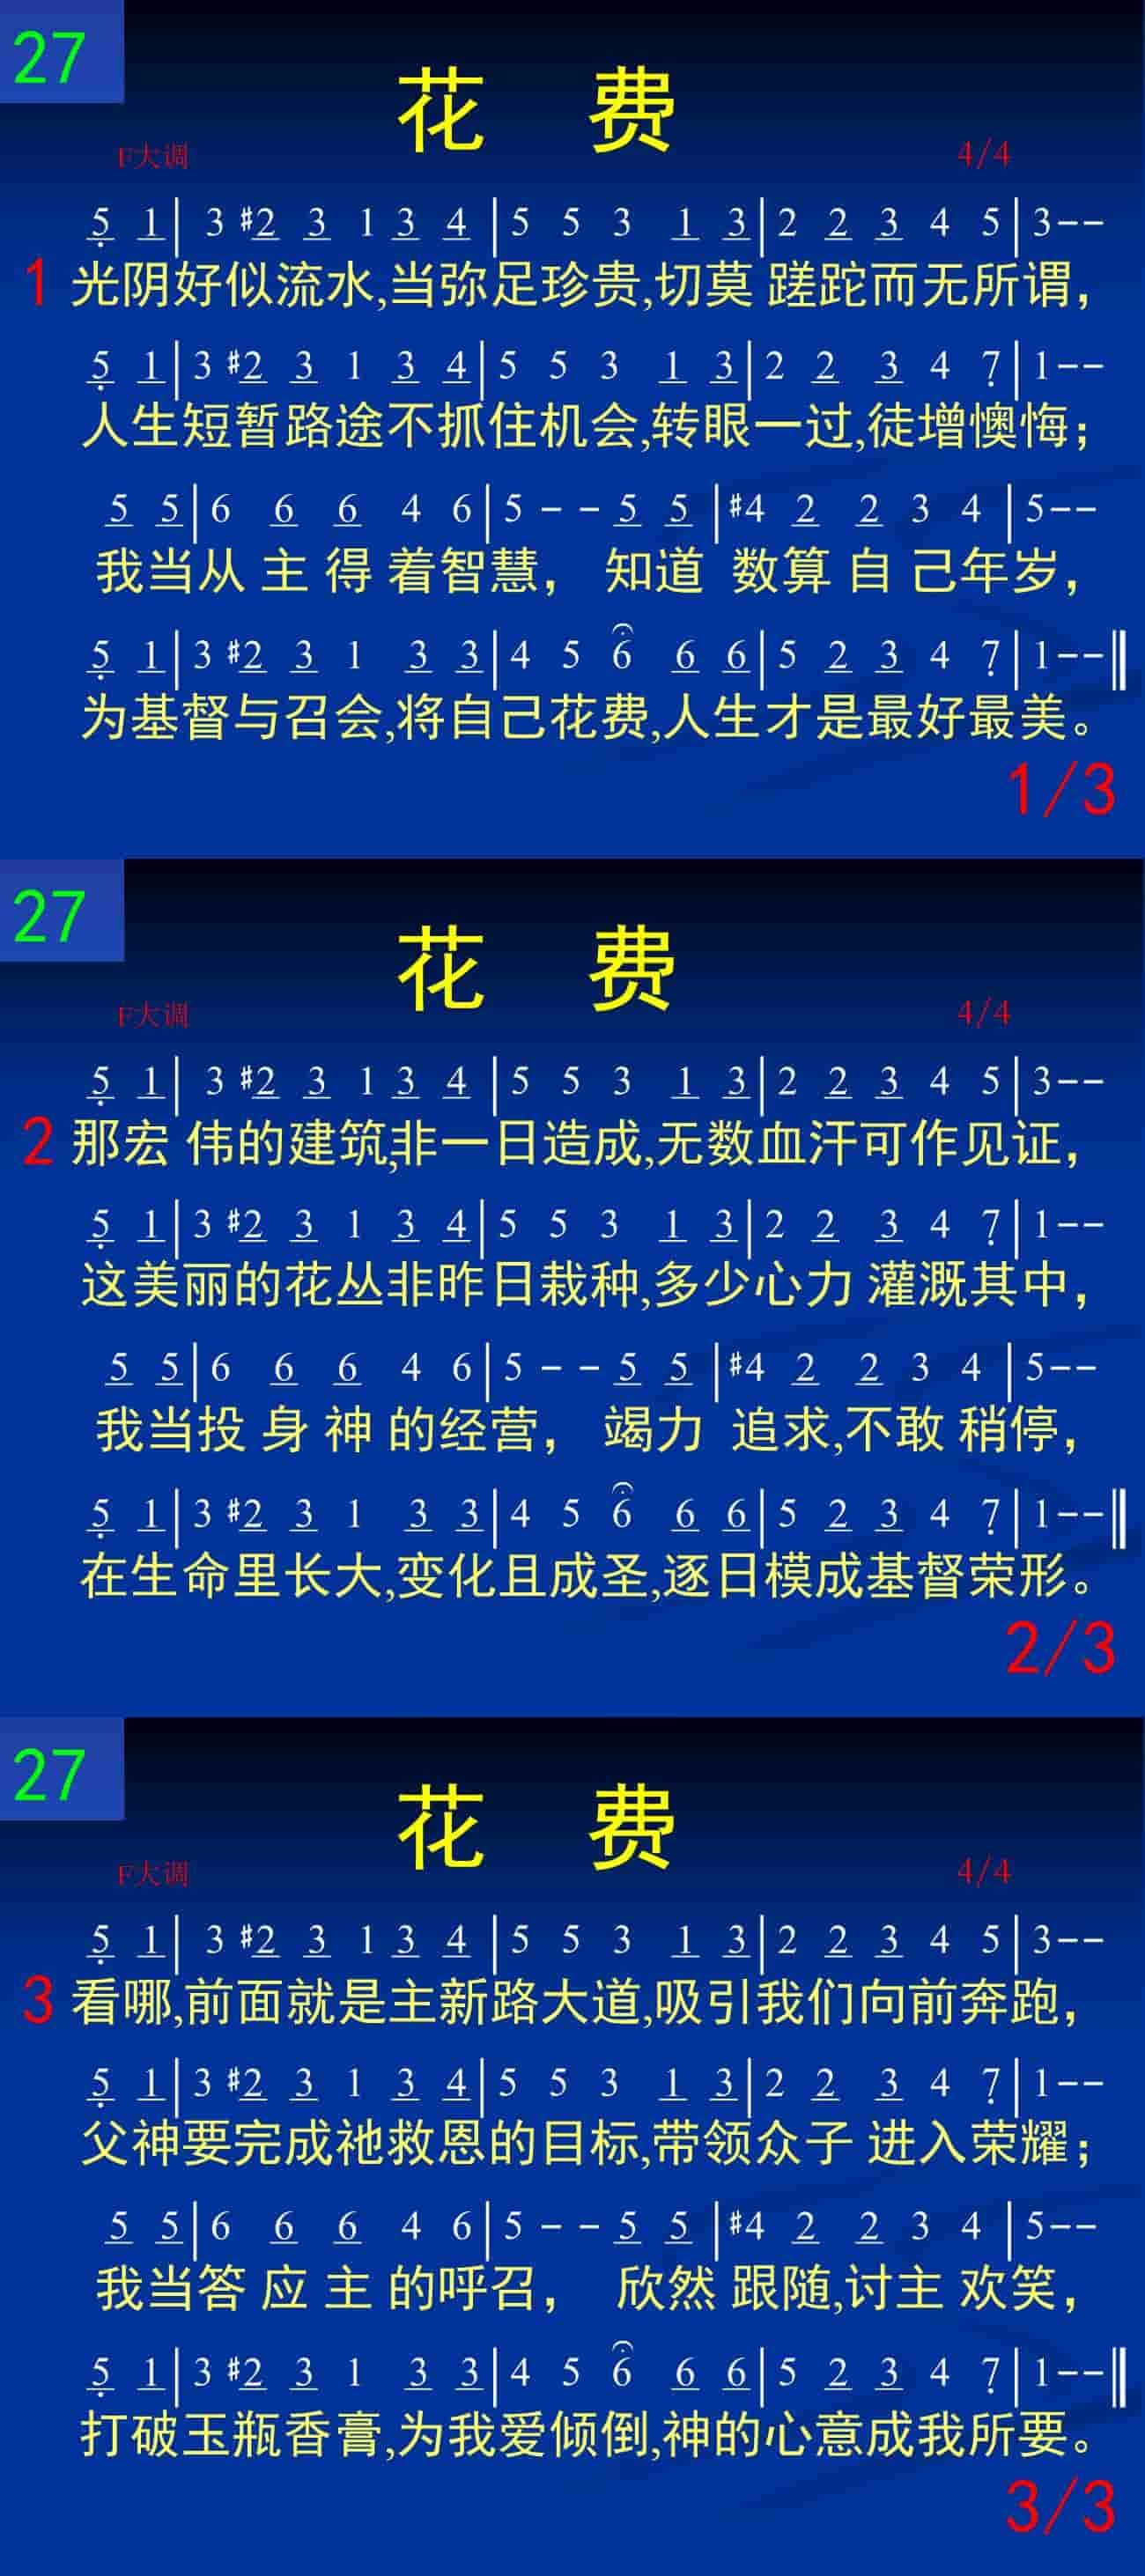 27
花 费
F大调 4/4
5 1| 3 #2 3 1 3 4 |5 5 3 1 3|2 2 3 4 5|3--
1 光阴好似流水,当弥足珍贵,切莫 蹉跎而无所谓，
5 1|3 #2 3 1 3 4|5 5 3 1 3|2 2 3 4 7|1--
人生短暂路途不抓住机会,转眼一过,徒增懊悔；
5 5|6 6 6 4 6|5 - - 5 5 |#4 2 2 3 4 |5--
我当从 主 得 着智慧， 知道 数算 自 己年岁，
5 1|3 #2 3 1 3 3|4 5 6 6 6|5 2 3 4 7|1--‖
为基督与召会,将自己花费,人生才是最好最美。
1/3
27
花 费
F大调 4/4
5 1| 3 #2 3 1 3 4 |5 5 3 1 3|2 2 3 4 5|3--
2 那宏 伟的建筑,非一日造成,无数血汗可作见证，
5 1|3 #2 3 1 3 4|5 5 3 1 3|2 2 3 4 7|1--
这美丽的花丛非昨日栽种,多少心力 灌溉其中，
5 5|6 6 6 4 6|5 - - 5 5 |#4 2 2 3 4 |5--
我当投 身 神 的经营， 竭力 追求,不敢 稍停，
5 1|3 #2 3 1 3 3|4 5 6 6 6|5 2 3 4 7|1--‖
在生命里长大,变化且成圣,逐日模成基督荣形。
2/3
27
花 费
F大调 4/4
5 1| 3 #2 3 1 3 4 |5 5 3 1 3|2 2 3 4 5|3--
3 看哪,前面就是主新路大道,吸引我们向前奔跑，
5 1|3 #2 3 1 3 4|5 5 3 1 3|2 2 3 4 7|1--
父神要完成祂救恩的目标,带领众子 进入荣耀；
5 5|6 6 6 4 6|5 - - 5 5 |#4 2 2 3 4 |5--
我当答 应 主 的呼召， 欣然 跟随,讨主 欢笑，
5 1|3 #2 3 1 3 3|4 5 6 6 6|5 2 3 4 7|1--‖
打破玉瓶香膏,为我爱倾倒,神的心意成我所要。
3/3